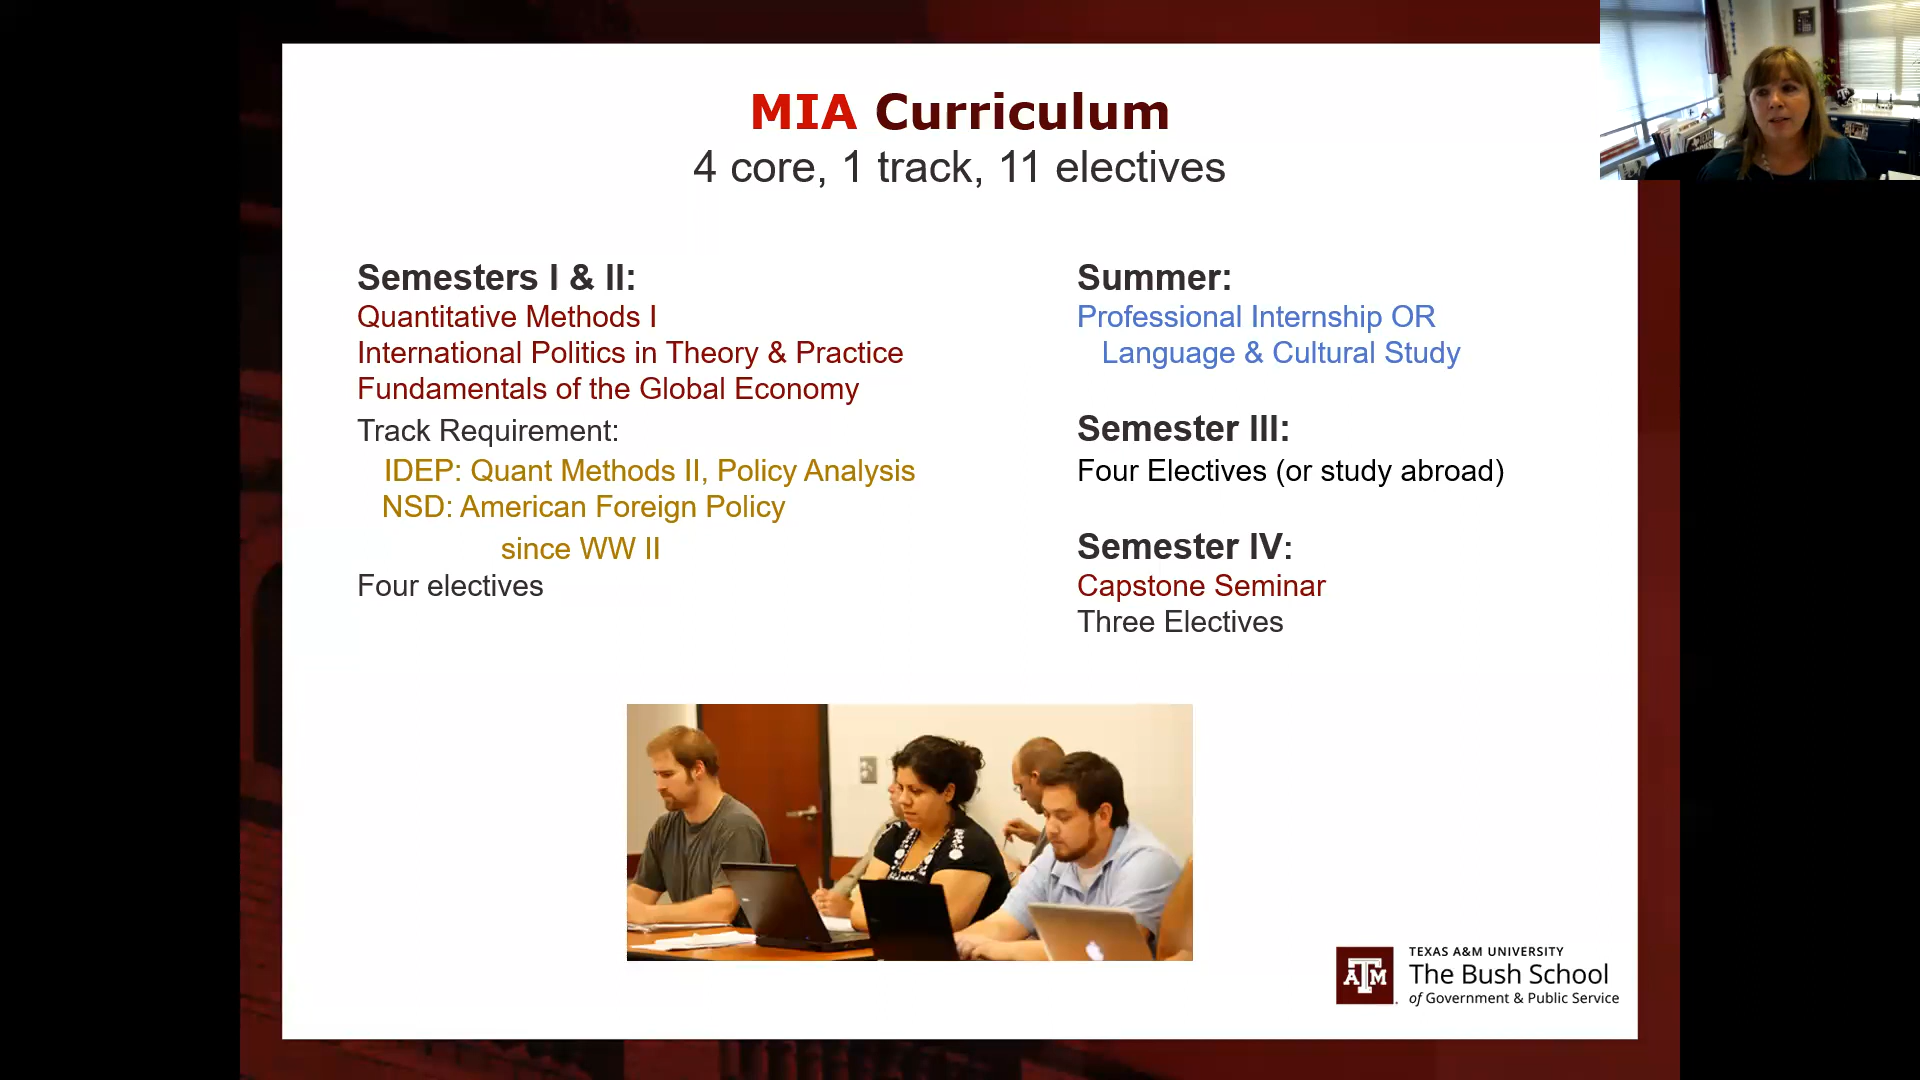 MIA Curriculum
4 core, 1 track, 11 electives
Semesters I & II:
Quantitative Methods I
International Politics in Theory & Practice
Fundamentals of the Global Economy
Track Requirement:
IDEP: Quant Methods II, Policy Analysis
NSD: American Foreign Policy
since WW II
Four electives
Summer:
Professional Internship OR
Language & Cultural Study
Semester III:
Four Electives (or study abroad)
Semester IV:
Capstone Seminar
Three Electives
ATM
TEXAS A&M UNIVERSITY
The Bush School
of Government & Public Service